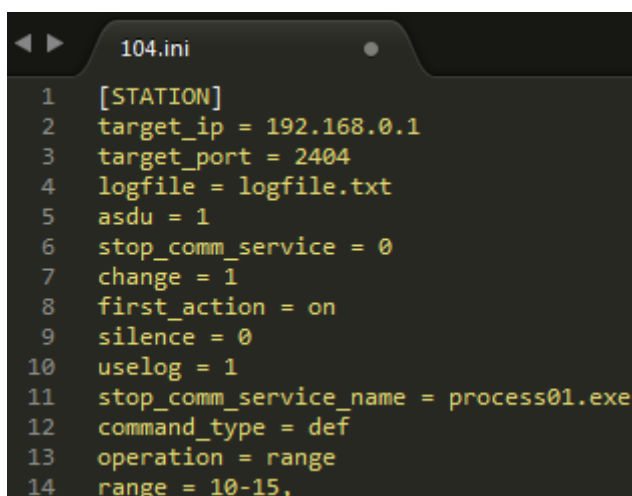 104.ini
1 [STATION]
2 target_ip = 192.168.0.1
3 target_port = 2404
4 logfile = logfile.txt
5 asdu = 1
6 stop_comm_service = 0
7 change = 1
8 first_action = on
9 silence = 0
10 uselog = 1
11 stop_comm_service_name = process01.exe
12 command_type = def
13 operation = range
14 range = 10-15,